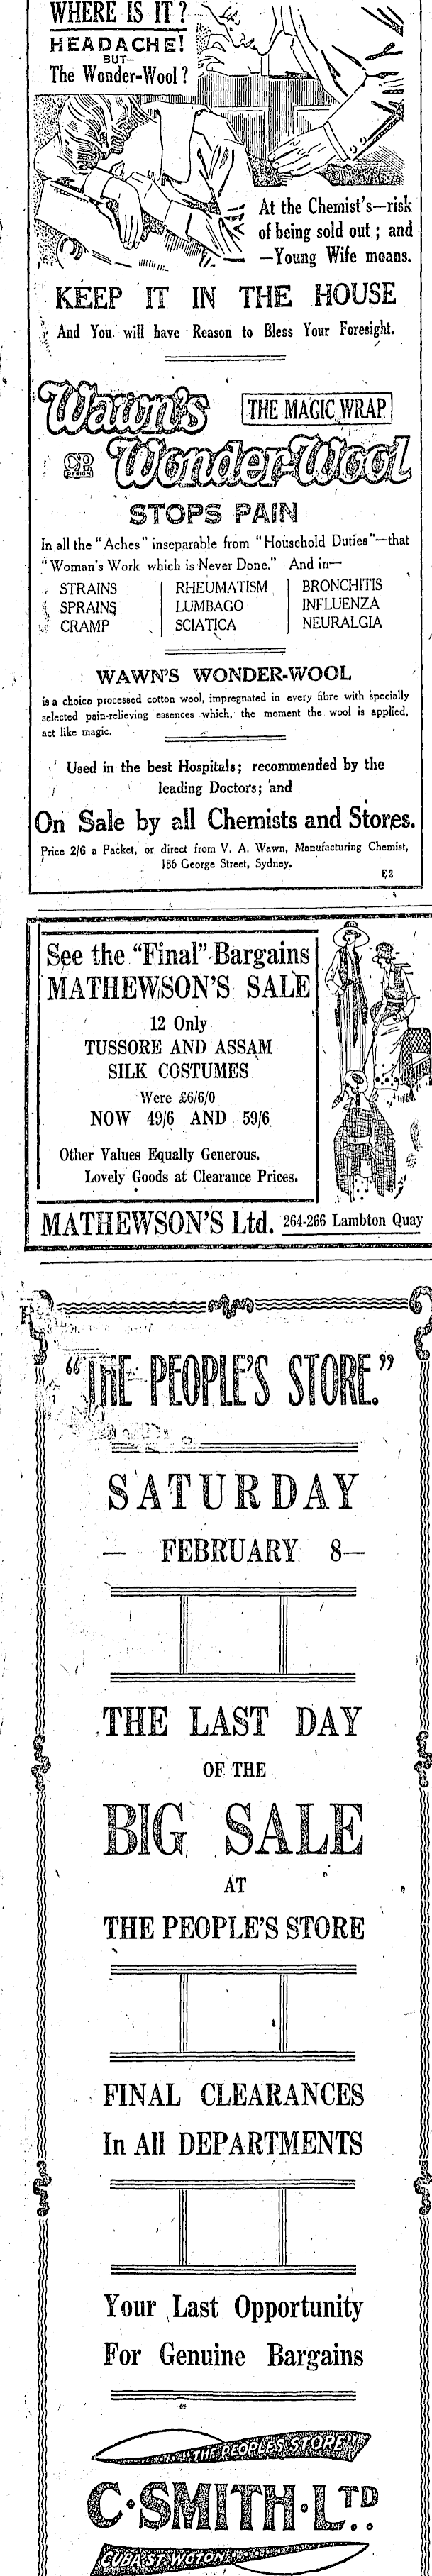 WHERE IS IT?
HEADACHE!
BUT—
The Wonder-Wool?
At the Chemist's—risk
of being sold out; and
—Young Wife moans.
KEEP IT IN THE HOUSE
And You will have Reason to Bless Your Foresight.
Wawn's
THE MAGIC WRAP
Wonder-Wool
STOPS PAIN
In all the "Aches" inseparable from "Household Duties"—that
"Woman's Work which is Never Done." And in—
STRAINS RHEUMATISM BRONCHITIS
SPRAINS LUMBAGO INFLUENZA
CRAMP SCIATICA NEURALGIA
WAWN'S WONDER-WOOL
is a choice processed cotton wool, impregnated in every fibre with specially
selected pain-relieving essences which, the moment the wool is applied,
act like magic.
Used in the best Hospitals; recommended by the
leading Doctors; and
On Sale by all Chemists and Stores.
Price 2/6 a Packet, or direct from V. A. Wawn, Manufacturing Chemist,
186 George Street, Sydney.
E2
See the "Final" Bargains
MATHEWSON'S SALE
12 Only
TUSSORE AND ASSAM
SILK COSTUMES
Were £6/6/0
NOW 49/6 AND 59/6
Other Values Equally Generous.
Lovely Goods at Clearance Prices.
MATHEWSON'S Ltd. 264-266 Lambton Quay
"THE PEOPLE'S STORE."
SATURDAY
— FEBRUARY 8—
THE LAST DAY
OF THE
BIG SALE
AT
THE PEOPLE'S STORE
FINAL CLEARANCES
In All DEPARTMENTS
Your Last Opportunity
For Genuine Bargains
"THE PEOPLES STORE"
C·SMITH·LTD
CUBA ST. WGTON